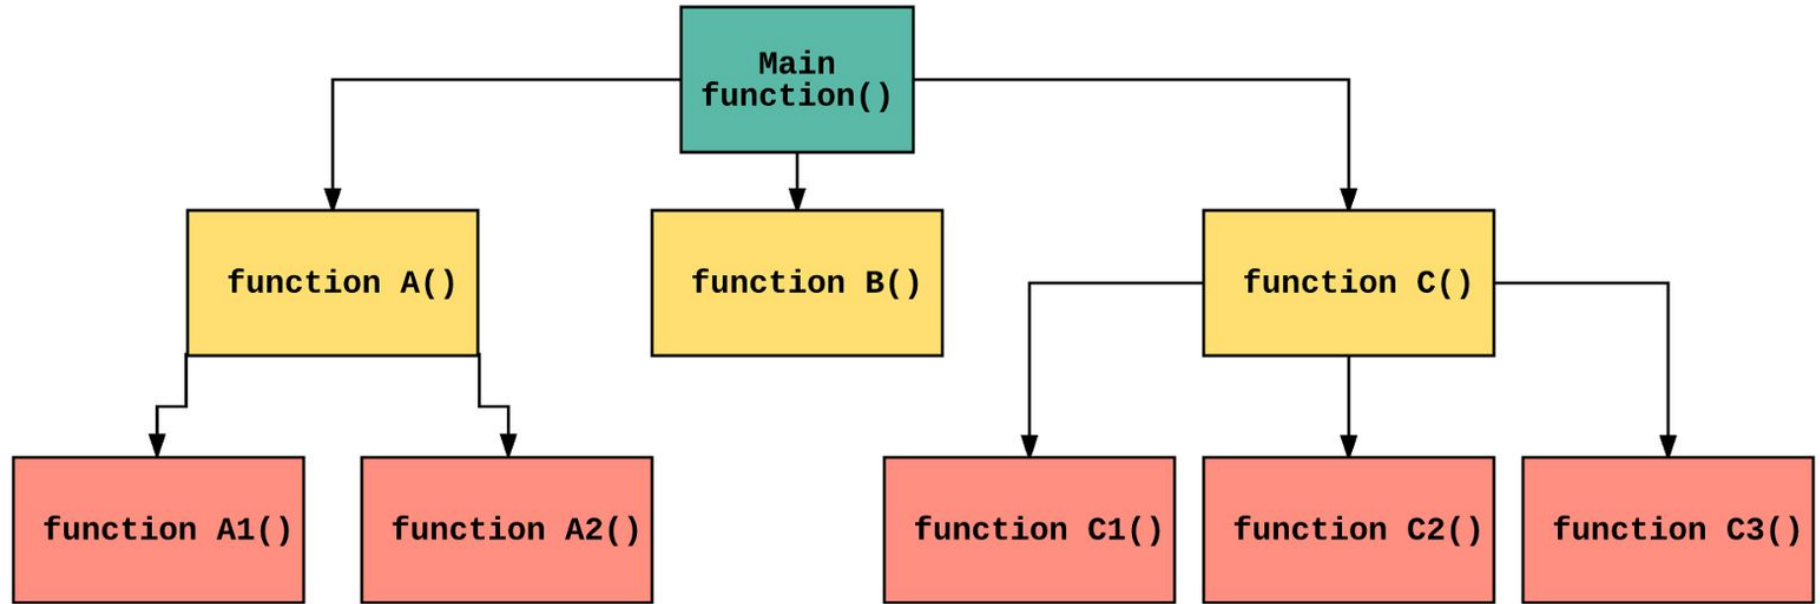 Main
function()
function A()
function B()
function C()
function A1()
function A2()
function C1()
function C2()
function C3()